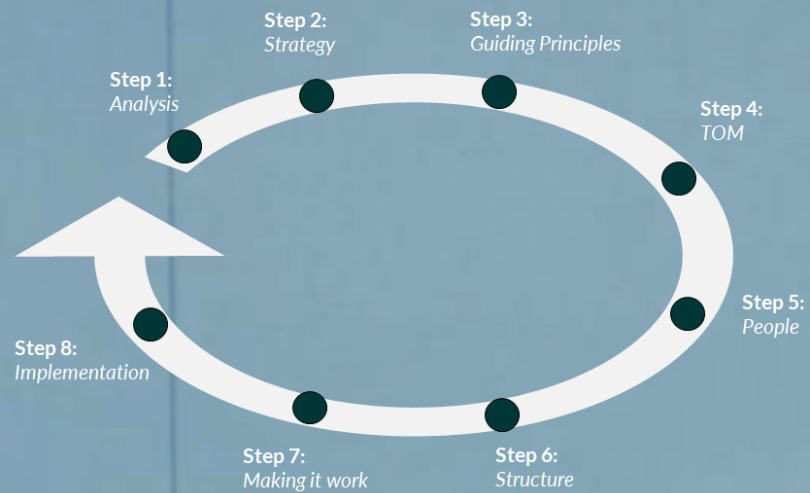 Step 1:
Analysis
Step 2:
Strategy
Step 3:
Guiding Principles
Step 4:
TOM
Step 5:
People
Step 6:
Structure
Step 7:
Making it work
Step 8:
Implementation